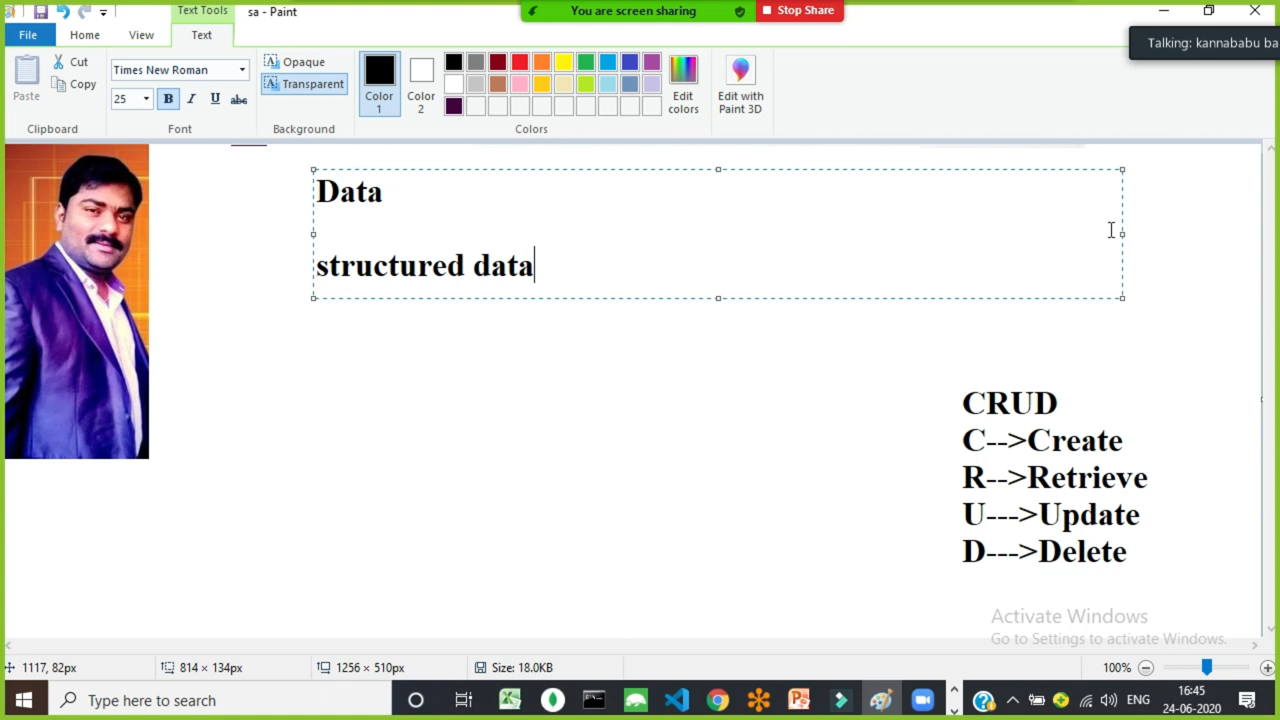 Text Tools
sa - Paint
You are screen sharing
Stop Share
File
Home
View
Text
Talking: kannababu ba
Paste
Cut
Copy
Clipboard
Times New Roman
25
B I U abc
Font
Opaque
Transparent
Background
Color 1
Color 2
Edit colors
Edit with Paint 3D
Colors
Data
structured data
CRUD
C-->Create
R-->Retrieve
U--->Update
D--->Delete
Activate Windows
Go to Settings to activate Windows.
1117, 82px
814 × 134px
1256 × 510px
Size: 18.0KB
100%
Type here to search
ENG
16:45
24-06-2020